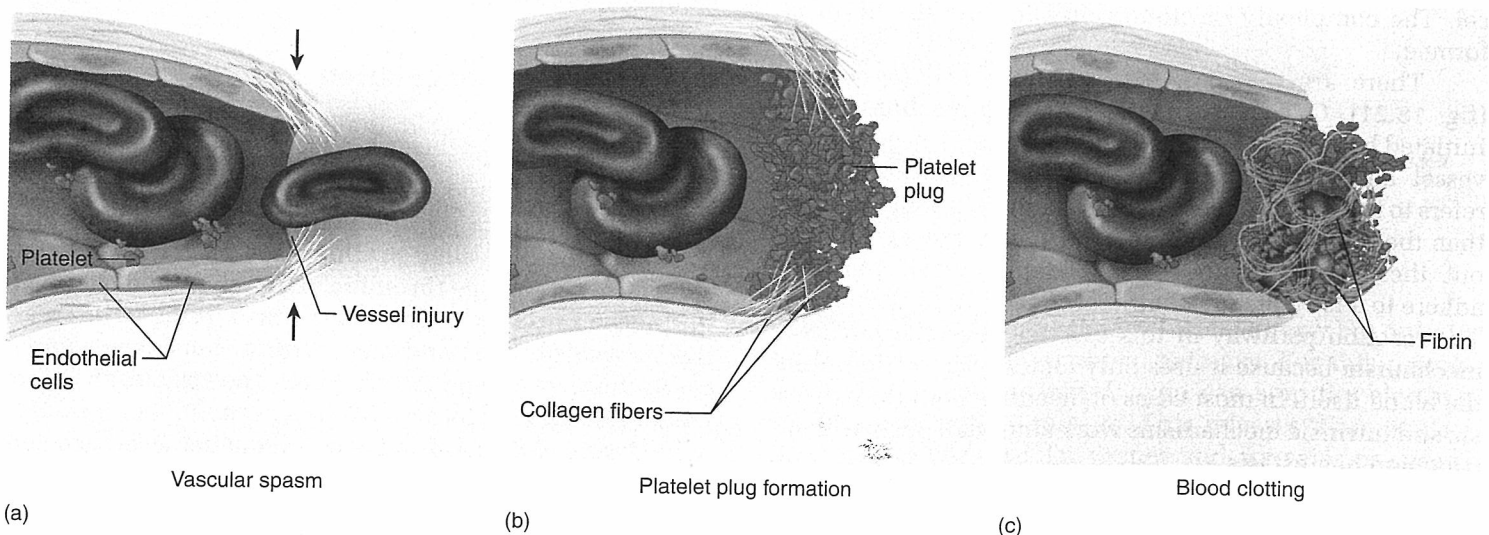 Platelet
Endothelial
cells
Vessel injury
Vascular spasm
(a)
Platelet
plug
Collagen fibers
Platelet plug formation
(b)
Fibrin
Blood clotting
(c)